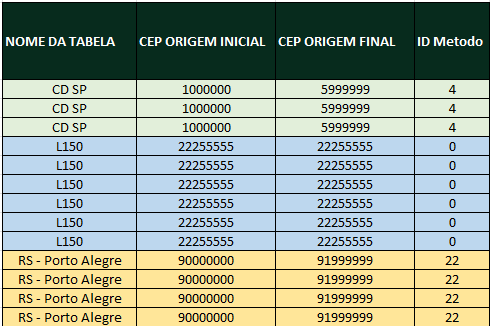 NOME DA TABELA CEP ORIGEM INICIAL CEP ORIGEM FINAL ID Metodo
CD SP 1000000 5999999 4
CD SP 1000000 5999999 4
CD SP 1000000 5999999 4
L150 22255555 22255555 0
L150 22255555 22255555 0
L150 22255555 22255555 0
L150 22255555 22255555 0
L150 22255555 22255555 0
L150 22255555 22255555 0
RS - Porto Alegre 90000000 91999999 22
RS - Porto Alegre 90000000 91999999 22
RS - Porto Alegre 90000000 91999999 22
RS - Porto Alegre 90000000 91999999 22